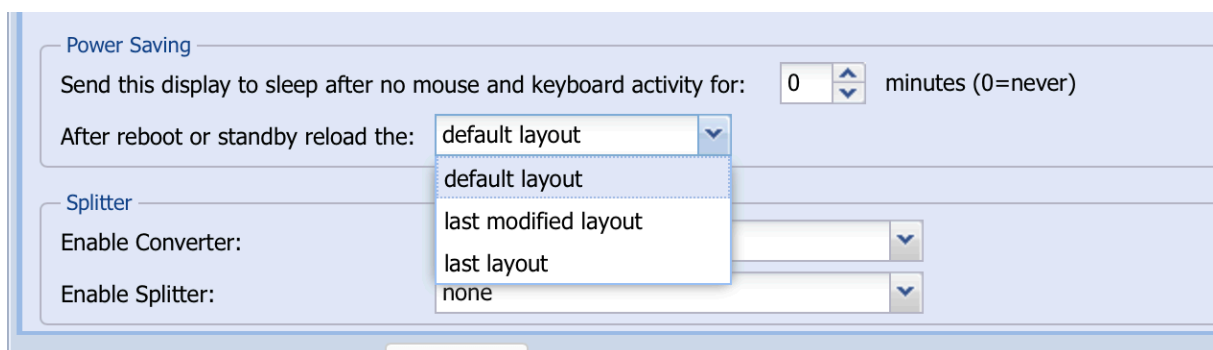 Power Saving
Send this display to sleep after no mouse and keyboard activity for: 0 minutes (0=never)
After reboot or standby reload the: default layout
default layout
Splitter
last modified layout
Enable Converter:
last layout
Enable Splitter: none